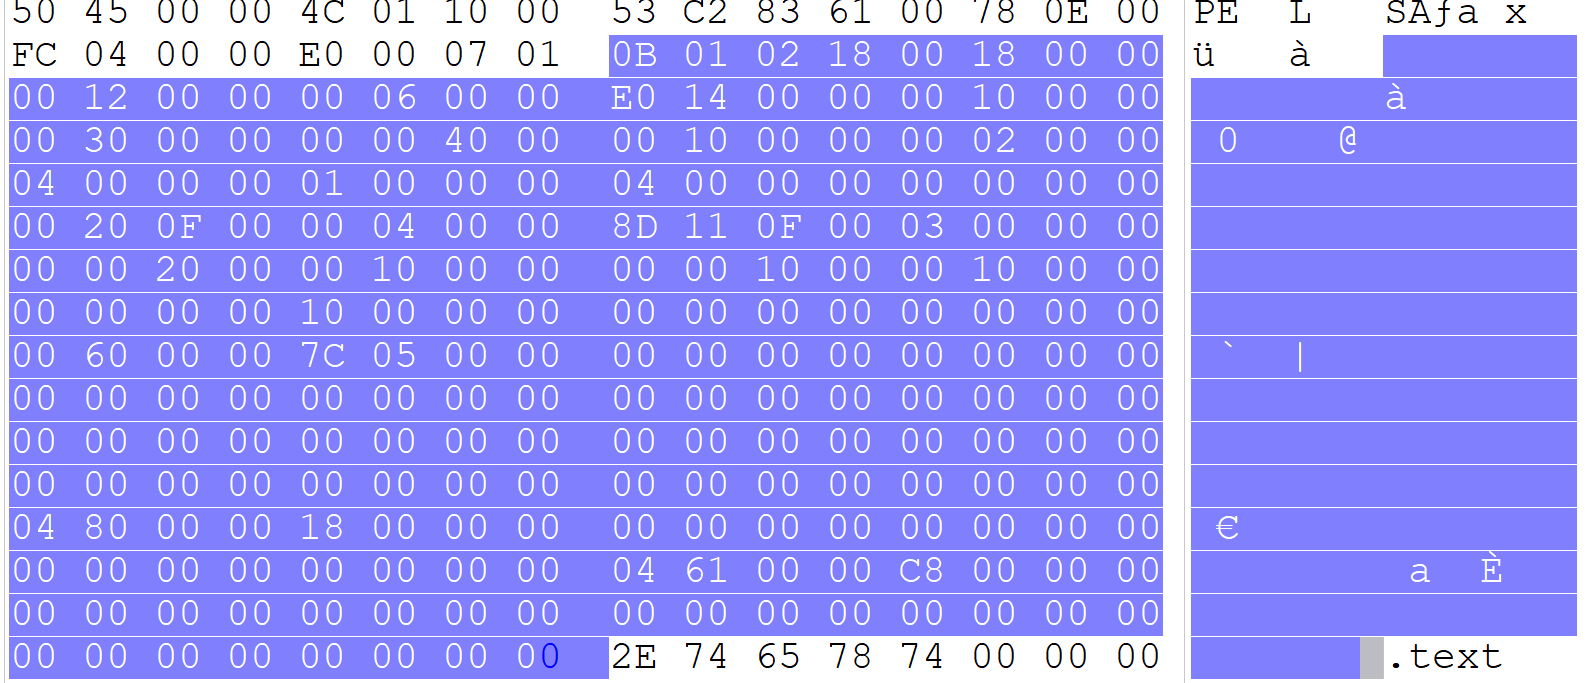 50 45 00 00 4C 01 10 00 53 C2 83 61 00 78 0E 00 PE L SÂƒa x
FC 04 00 00 E0 00 07 01 0B 01 02 18 00 18 00 00 ü à
00 12 00 00 00 06 00 00 E0 14 00 00 00 10 00 00 à
00 30 00 00 00 00 40 00 00 10 00 00 00 02 00 00 0 @
04 00 00 00 01 00 00 00 04 00 00 00 00 00 00 00
00 20 0F 00 00 04 00 00 8D 11 0F 00 03 00 00 00
00 00 20 00 00 10 00 00 00 00 10 00 00 10 00 00
00 00 00 00 10 00 00 00 00 00 00 00 00 00 00 00
00 60 00 00 7C 05 00 00 00 00 00 00 00 00 00 00 ` |
00 00 00 00 00 00 00 00 00 00 00 00 00 00 00 00
00 00 00 00 00 00 00 00 00 00 00 00 00 00 00 00
00 00 00 00 00 00 00 00 00 00 00 00 00 00 00 00
04 80 00 00 18 00 00 00 00 00 00 00 00 00 00 00 €
00 00 00 00 00 00 00 00 04 61 00 00 C8 00 00 00 a È
00 00 00 00 00 00 00 00 00 00 00 00 00 00 00 00
00 00 00 00 00 00 00 00 2E 74 65 78 74 00 00 00 .text